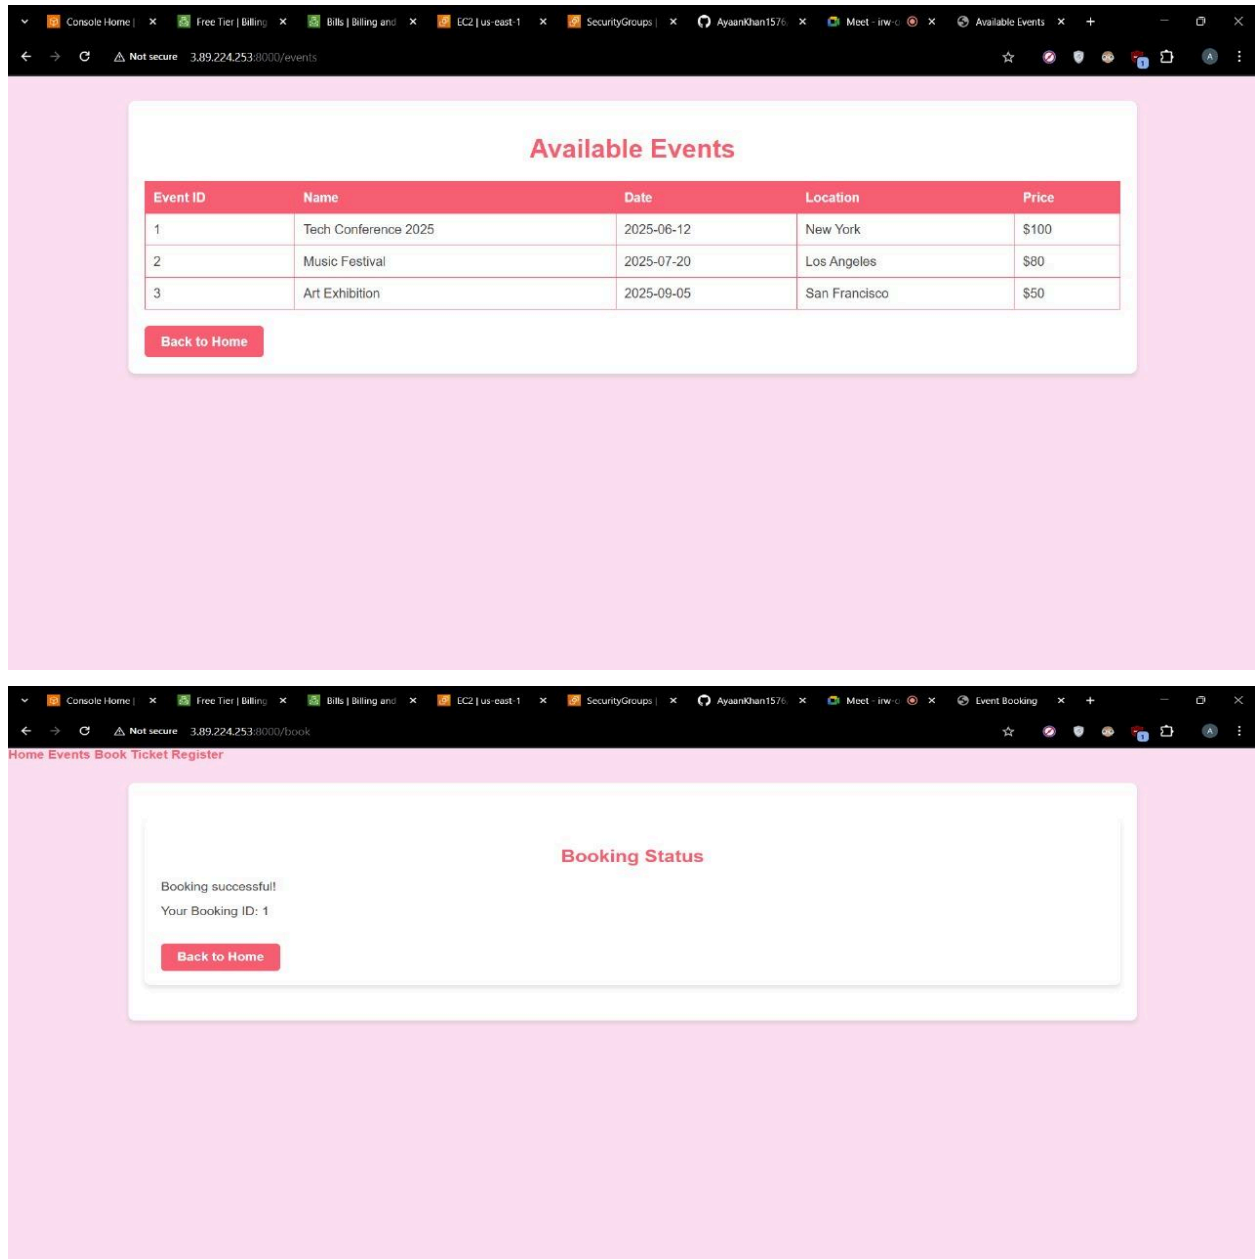 Console Home | Free Tier | Billing Bills | Billing and EC2 | us-east-1 SecurityGroups | AyaanKhan1576 Meet - irw-c Available Events
Not secure 3.89.224.253:8000/events A
1
Available Events
Event ID Name Date Location Price
1 Tech Conference 2025 2025-06-12 New York $100
2 Music Festival 2025-07-20 Los Angeles $80
3 Art Exhibition 2025-09-05 San Francisco $50
Back to Home
Console Home | Free Tier | Billing Bills | Billing and EC2 | us-east-1 SecurityGroups | AyaanKhan1576 Meet - irw-c Event Booking
Not secure 3.89.224.253:8000/book A
1
Home Events Book Ticket Register
Booking Status
Booking successful!
Your Booking ID: 1
Back to Home